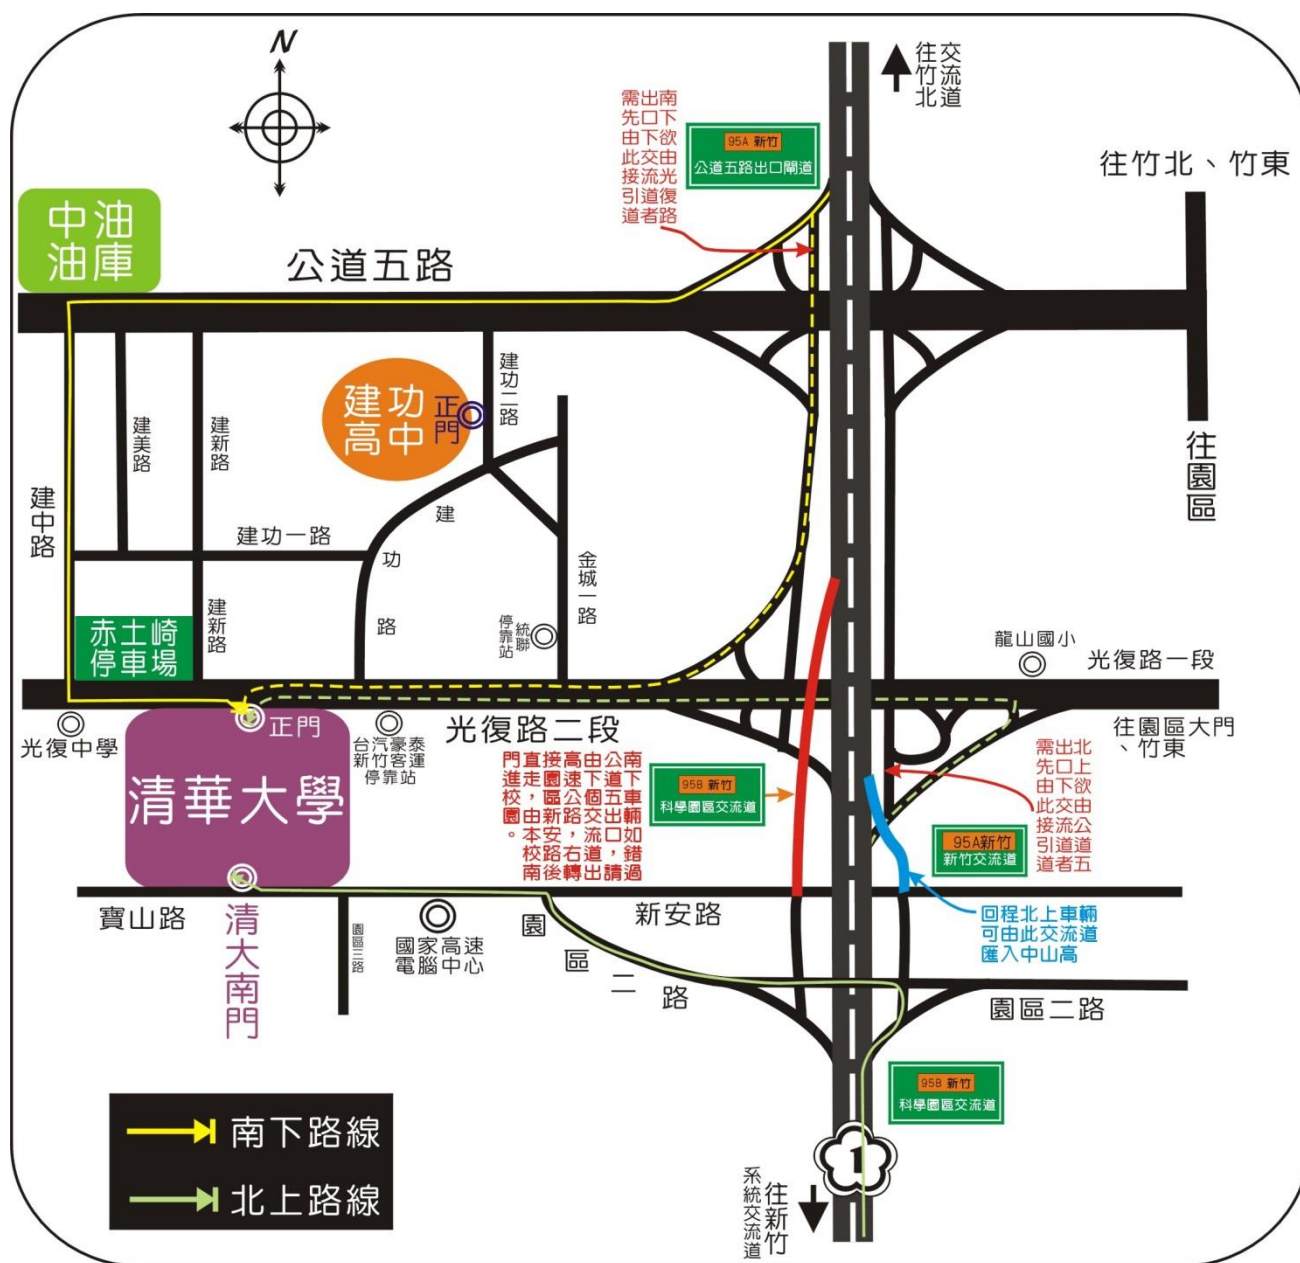 N
往竹北
交流道
南下欲由光復路
出口下交流道者
需先由此接引道
95A 新竹
公道五路出口閘道
往竹北、竹東
中油
油庫
公道五路
建功
高中
正門
建功二路
建美路
建新路
建中路
建功一路
建功路
金城一路
往園區
赤土崎
停車場
建新路
統聯
停靠站
龍山國小
光復路一段
光復中學
正門
台汽豪泰
新竹客運
停靠站
光復路二段
往園區大門
、竹東
清華大學
南下車輛如錯過
公道五出口,請
由下個交流道出
高速公路,右轉
接園區新安路後
直走,由本校南
門進校園。
95B 新竹
科學園區交流道
北上欲由公道五
出口下交流道者
需先由此接引道
95A新竹
新竹交流道
寶山路
清大南門
園區三路
國家高速
電腦中心
園區二路
新安路
回程北上車輛
可由此交流道
匯入中山高
園區二路
95B 新竹
科學園區交流道
南下路線
北上路線
1
往新竹
系統交流道